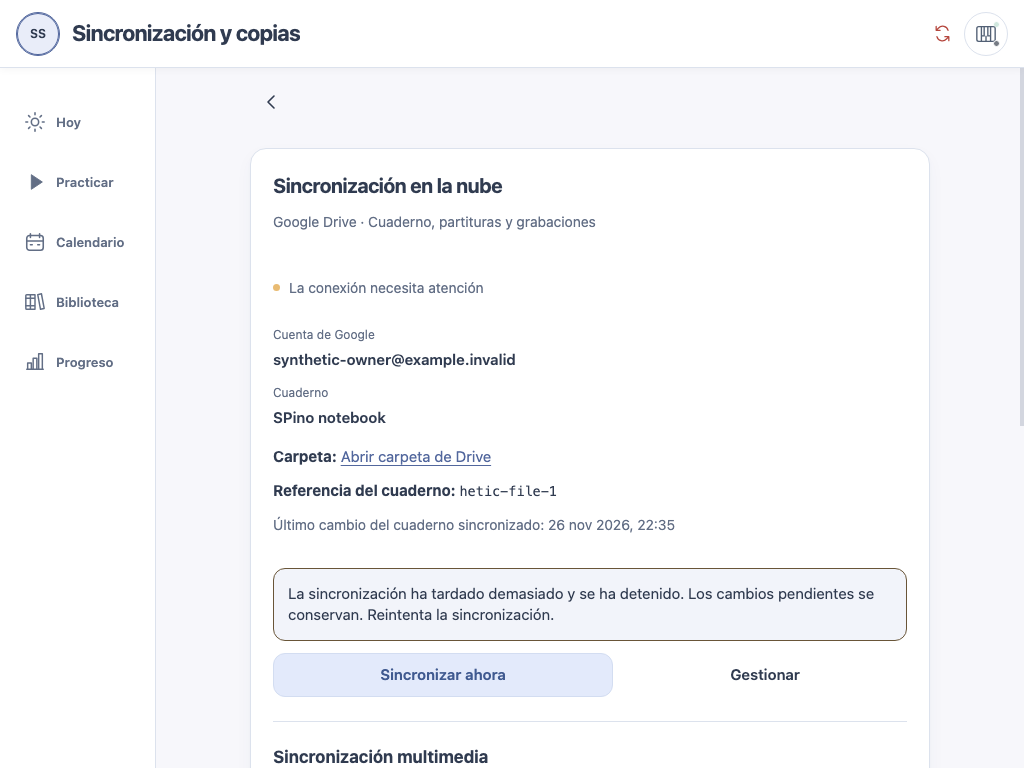 SS
Sincronización y copias
Hoy
Practicar
Calendario
Biblioteca
Progreso
Sincronización en la nube
Google Drive · Cuaderno, partituras y grabaciones
La conexión necesita atención
Cuenta de Google
synthetic-owner@example.invalid
Cuaderno
SPino notebook
Carpeta: Abrir carpeta de Drive
Referencia del cuaderno: hetic-file-1
Último cambio del cuaderno sincronizado: 26 nov 2026, 22:35
La sincronización ha tardado demasiado y se ha detenido. Los cambios pendientes se
conservan. Reintenta la sincronización.
Sincronizar ahora
Gestionar
Sincronización multimedia